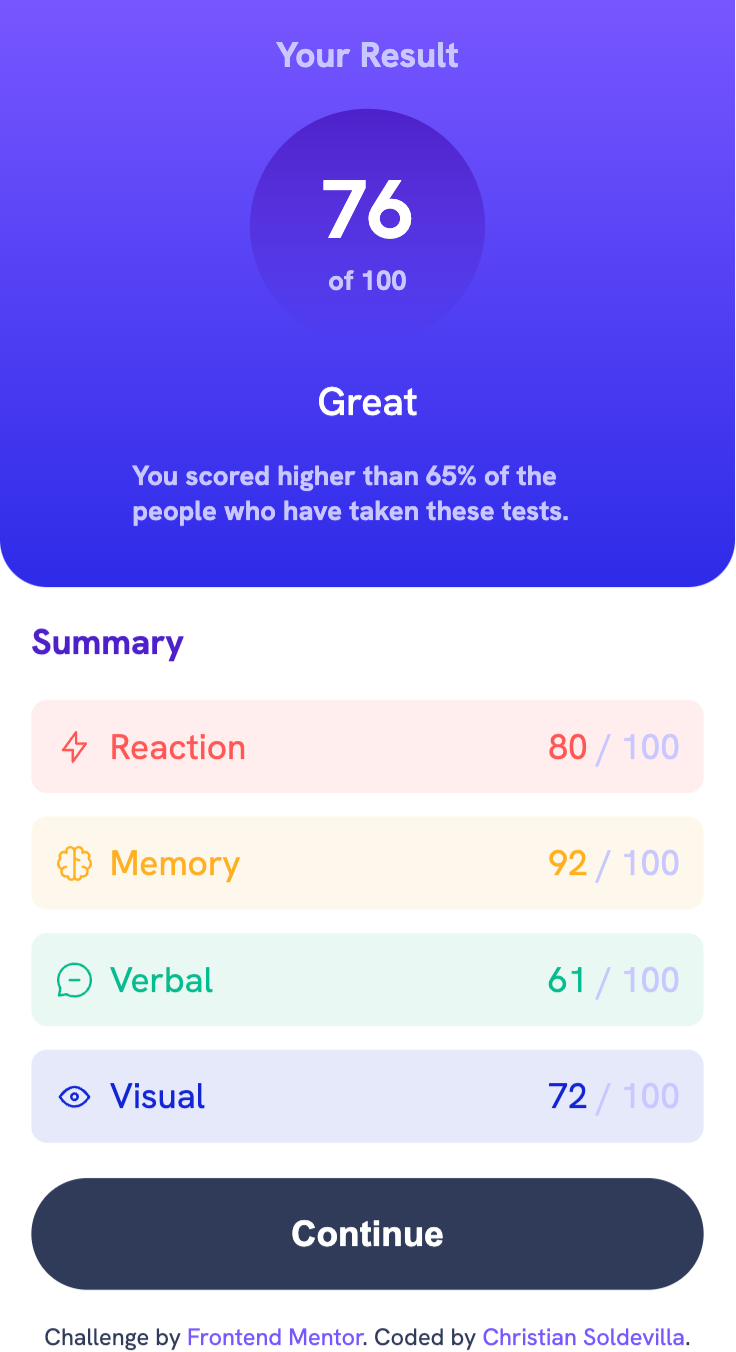 Your Result
76
of 100
Great
You scored higher than 65% of the
people who have taken these tests.
Summary
Reaction 80 / 100
Memory 92 / 100
Verbal 61 / 100
Visual 72 / 100
Continue
Challenge by Frontend Mentor. Coded by Christian Soldevilla.